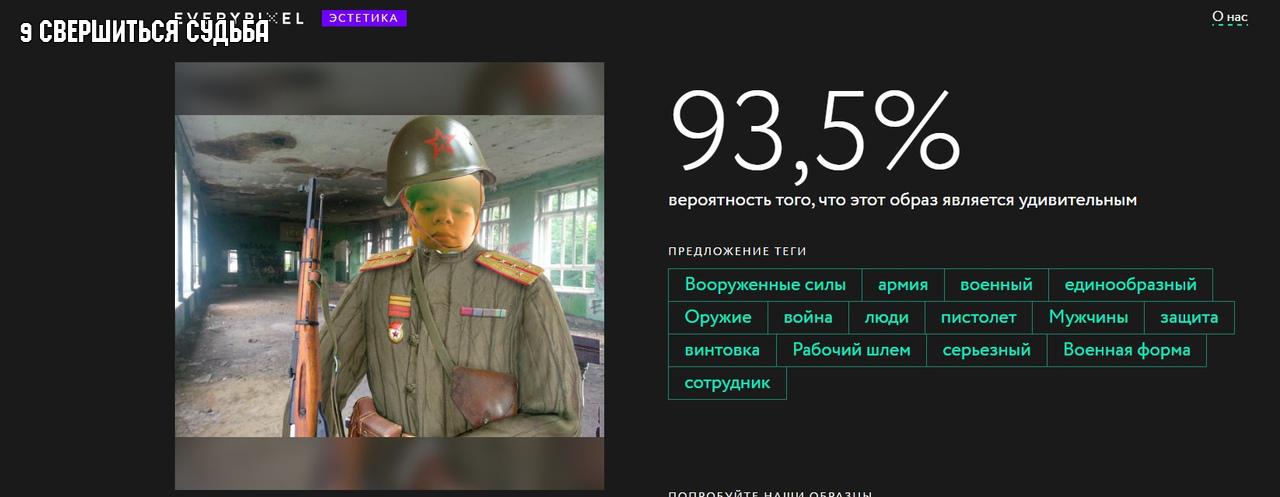 EVERYPIXEL ЭСТЕТИКА
О нас
9 СВЕРШИТЬСЯ СУДЬБА
93,5%
вероятность того, что этот образ является удивительным
ПРЕДЛОЖЕНИЕ ТЕГИ
Вооруженные силы армия военный единообразный
Оружие война люди пистолет Мужчины защита
винтовка Рабочий шлем серьезный Военная форма
сотрудник
ПОПРОБУЙТЕ НАШИ ОБРАЗЦЫ